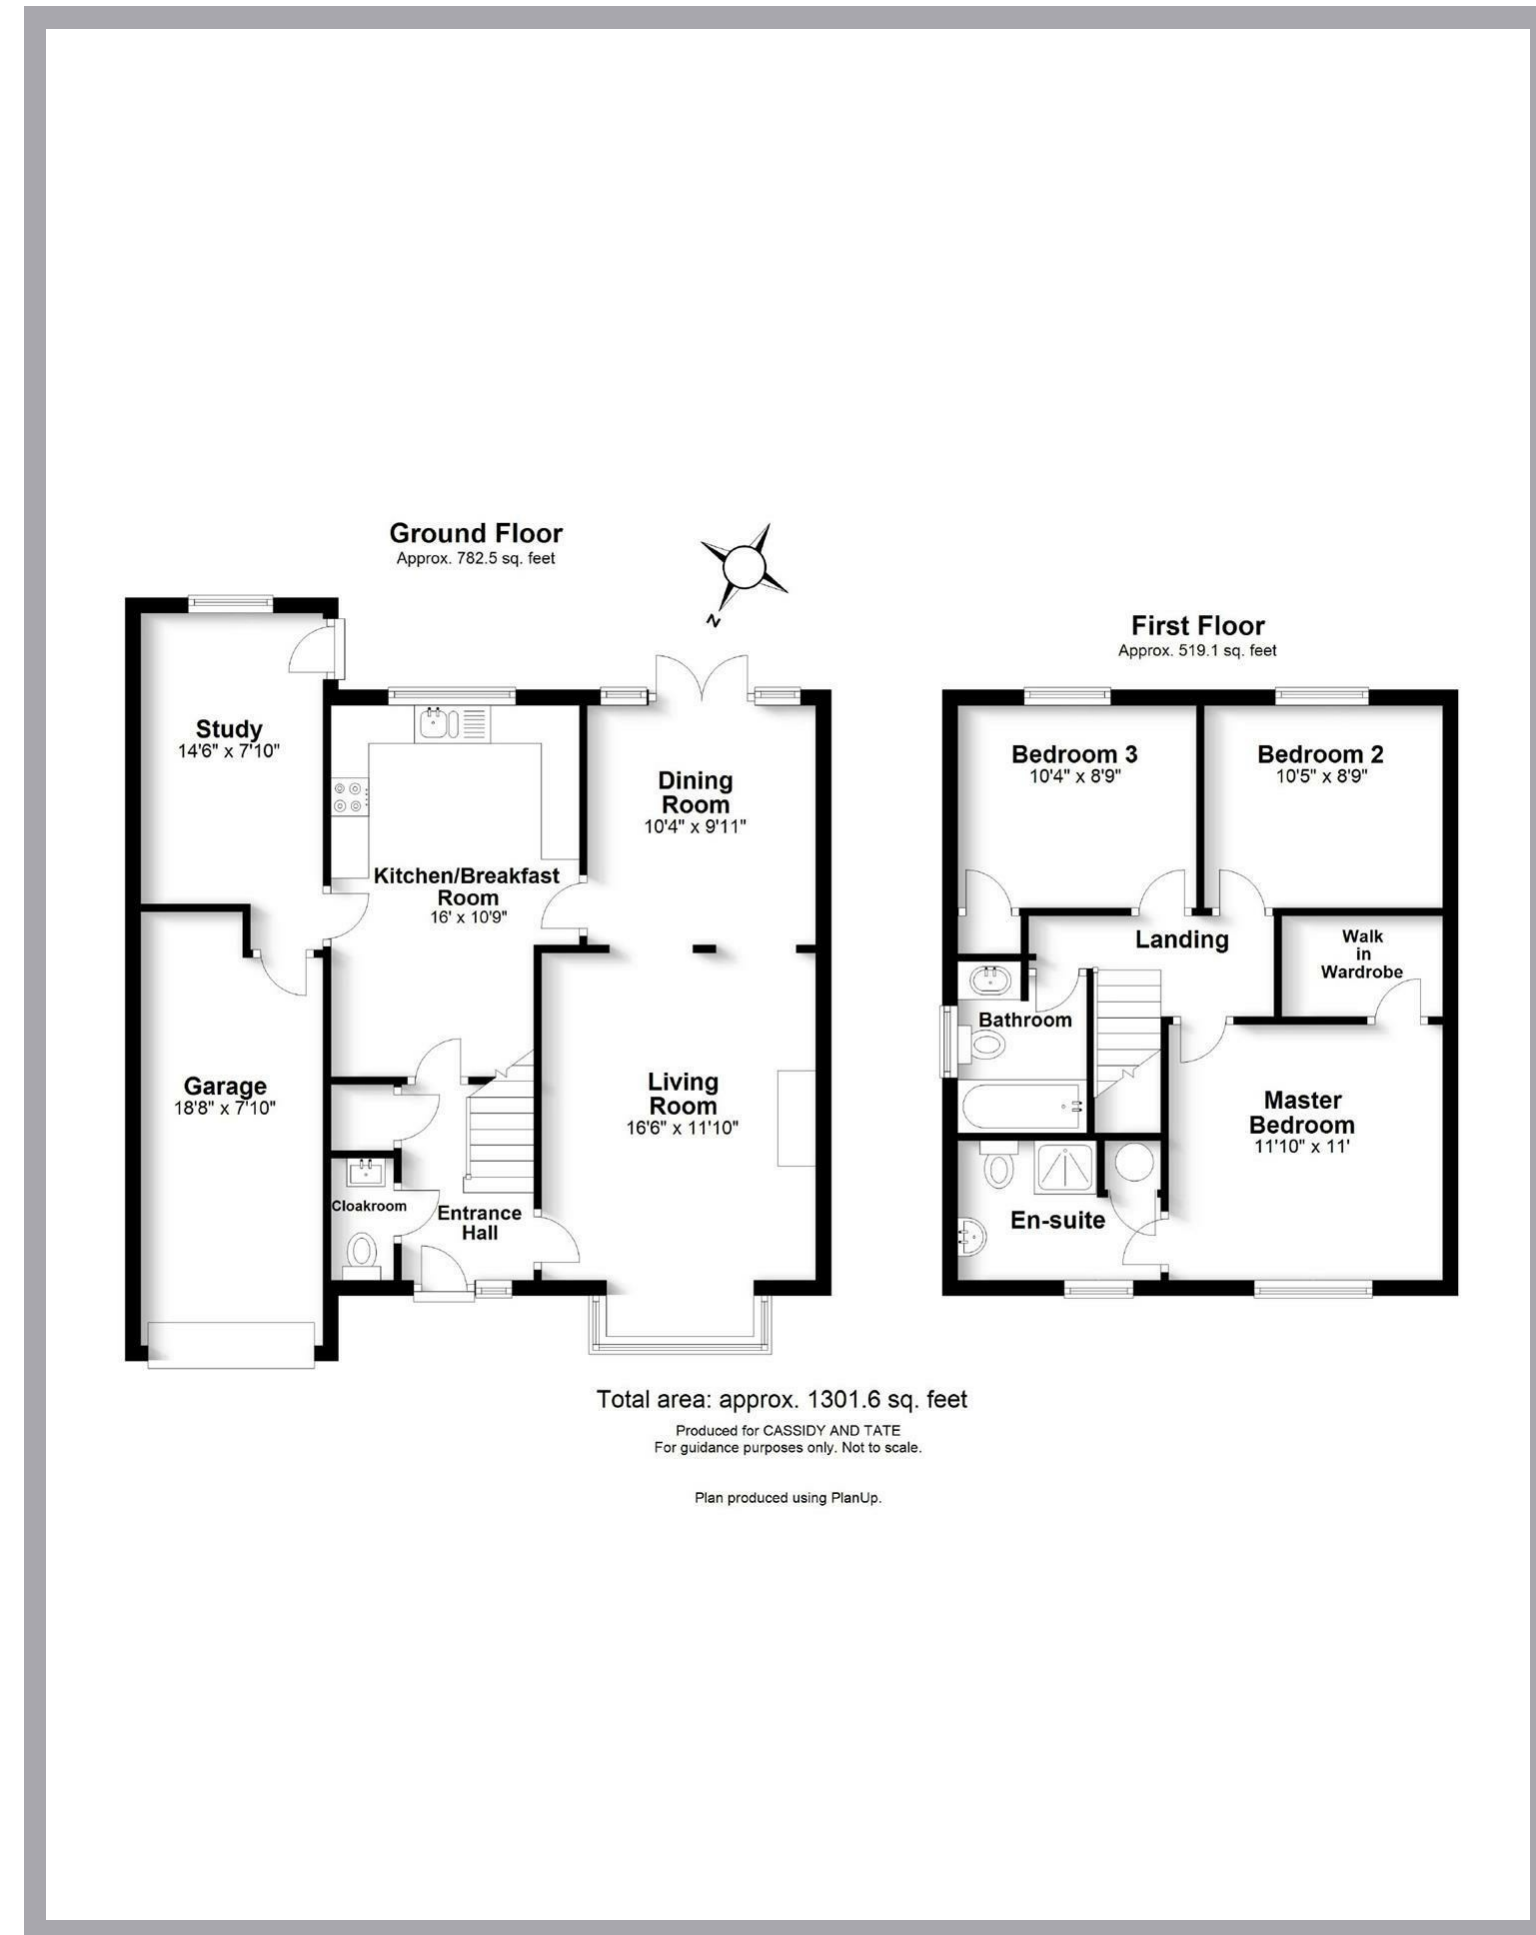 Ground Floor
Approx. 782.5 sq. feet
N
Study
14'6" x 7'10"
Dining
Room
10'4" x 9'11"
Kitchen/Breakfast
Room
16' x 10'9"
Garage
18'8" x 7'10"
Living
Room
16'6" x 11'10"
Cloakroom
Entrance
Hall
First Floor
Approx. 519.1 sq. feet
Bedroom 3
10'4" x 8'9"
Bedroom 2
10'5" x 8'9"
Landing
Walk
in
Wardrobe
Bathroom
Master
Bedroom
11'10" x 11'
En-suite
Total area: approx. 1301.6 sq. feet
Produced for CASSIDY AND TATE
For guidance purposes only. Not to scale.
Plan produced using PlanUp.